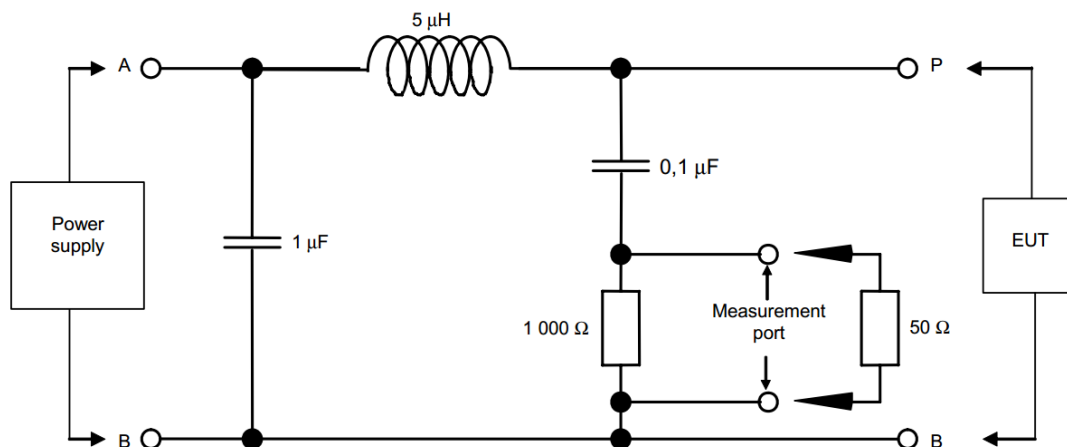 5 µH
A
P
0,1 µF
Power
supply
1 µF
EUT
Measurement
port
1 000 Ω
50 Ω
B
B